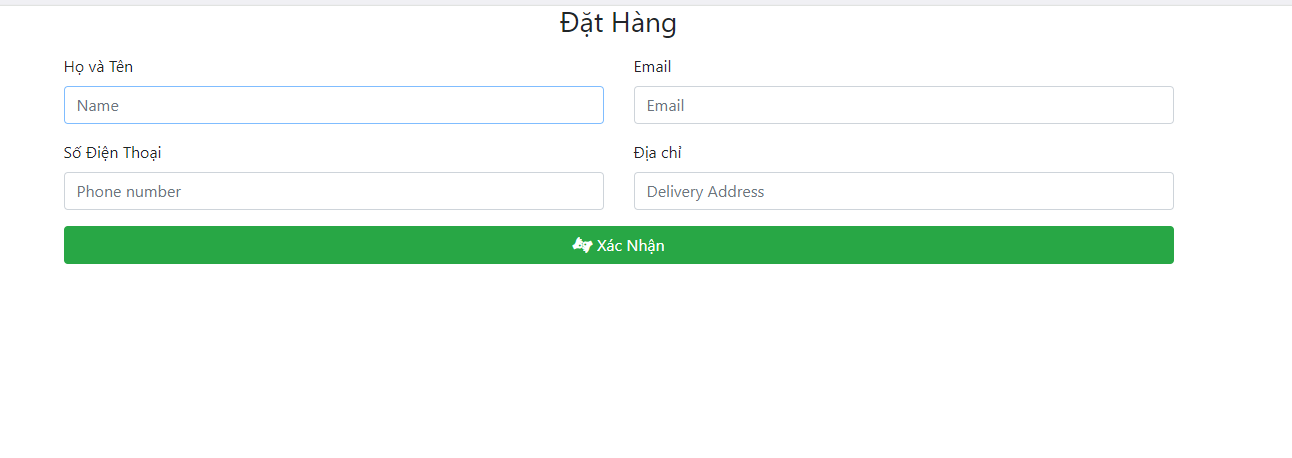 Đặt Hàng
Họ và Tên
Email
Name
Email
Số Điện Thoại
Địa chỉ
Phone number
Delivery Address
Xác Nhận